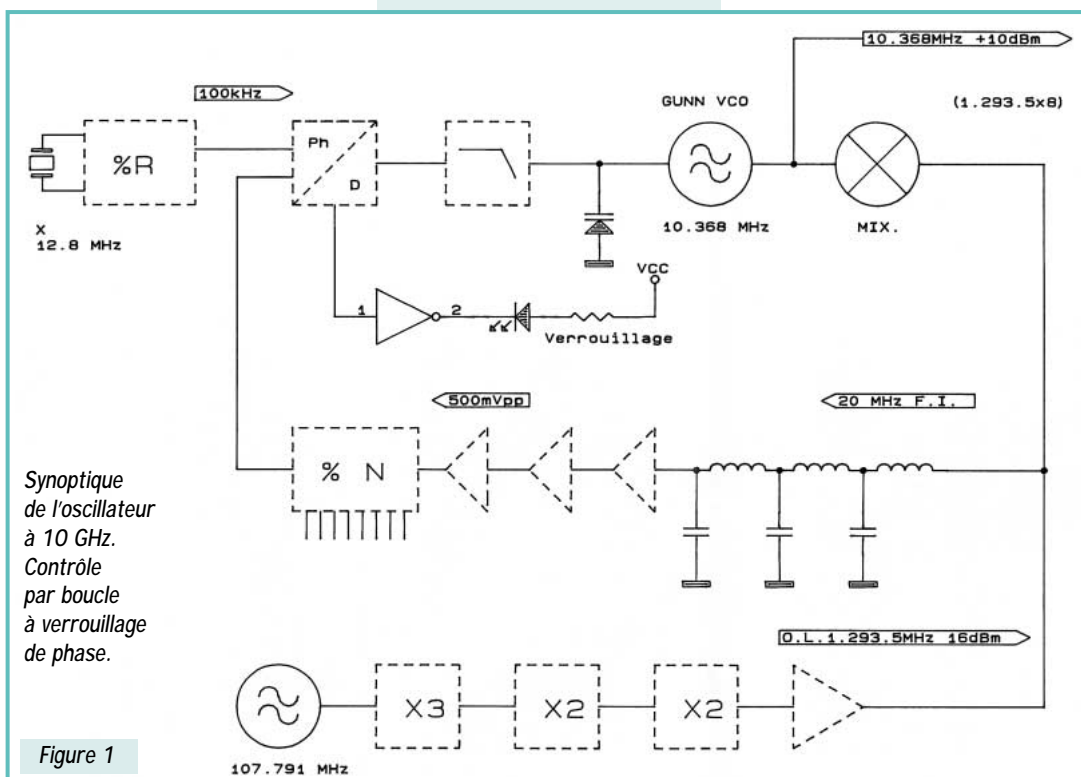 10.368MHz +10dBm
100kHz
GUNN VCO
(1.293.5x8)
%R
Ph
D
X
12.8 MHz
10.368 MHz
MIX.
VCC
1
2
Verrouillage
500mVpp
20 MHz F.I.
% N
Synoptique
de l'oscillateur
à 10 GHz.
Contrôle
par boucle
à verrouillage
de phase.
O.L.1.293.5MHz 16dBm
X3
X2
X2
Figure 1
107.791 MHz